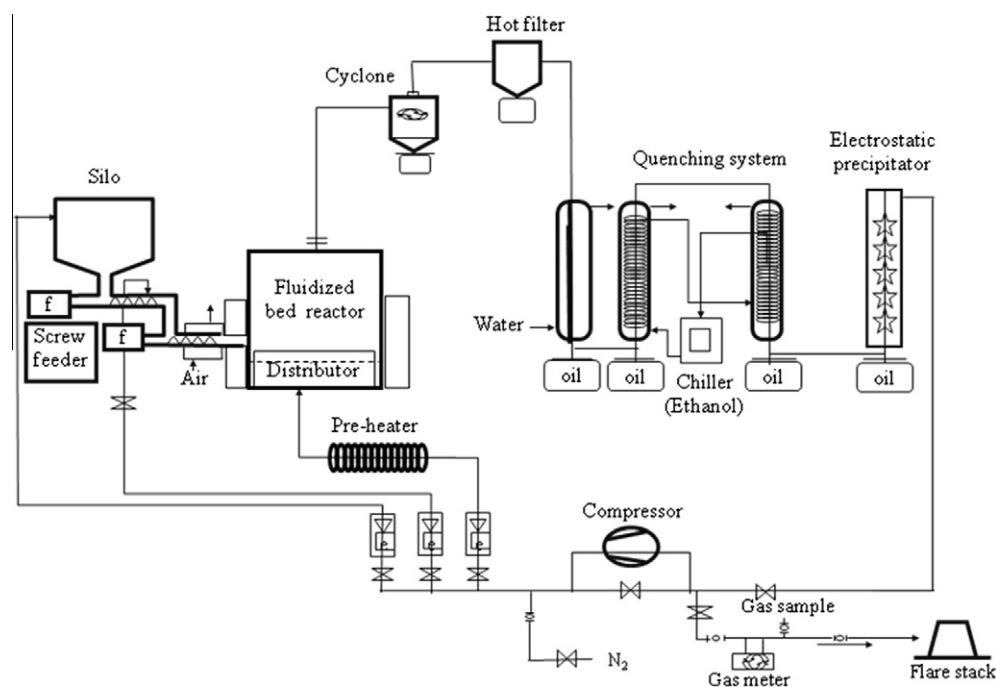 Hot filter
Cyclone
Electrostatic
precipitator
Quenching system
Silo
Fluidized
bed reactor
f
f
Water
Screw
feeder
Air
Distributor
oil
oil
oil
oil
Chiller
(Ethanol)
Pre-heater
Compressor
e
e
e
Gas sample
N₂
Gas meter
Flare stack